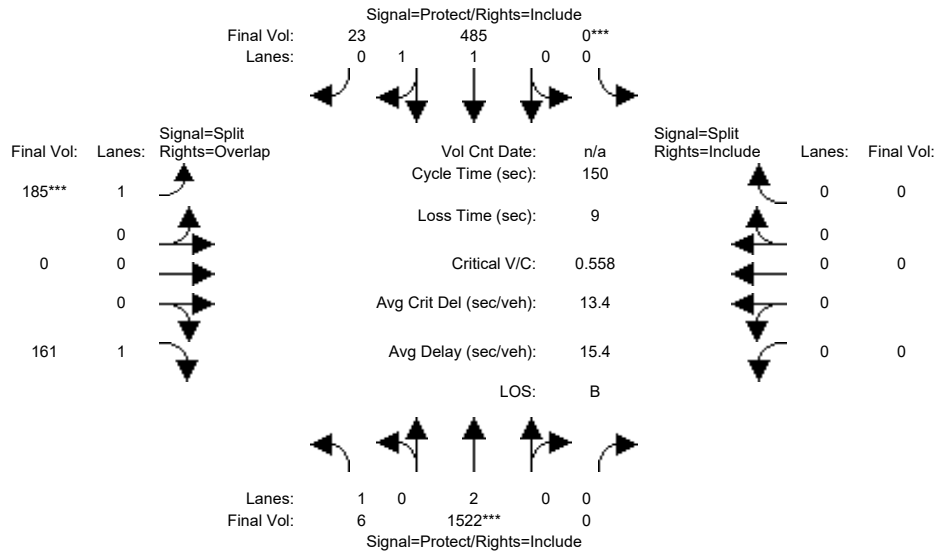 Signal=Protect/Rights=Include
Final Vol: 23 485 0***
Lanes: 0 1 1 0 0
Signal=Split Signal=Split
Final Vol: Lanes: Rights=Overlap Vol Cnt Date: n/a Rights=Include Lanes: Final Vol:
Cycle Time (sec): 150
185*** 1 0 0
Loss Time (sec): 9
0 0
0 0 Critical V/C: 0.558 0 0
0 Avg Crit Del (sec/veh): 13.4 0
161 1 Avg Delay (sec/veh): 15.4 0 0
LOS: B
Lanes: 1 0 2 0 0
Final Vol: 6 1522*** 0
Signal=Protect/Rights=Include